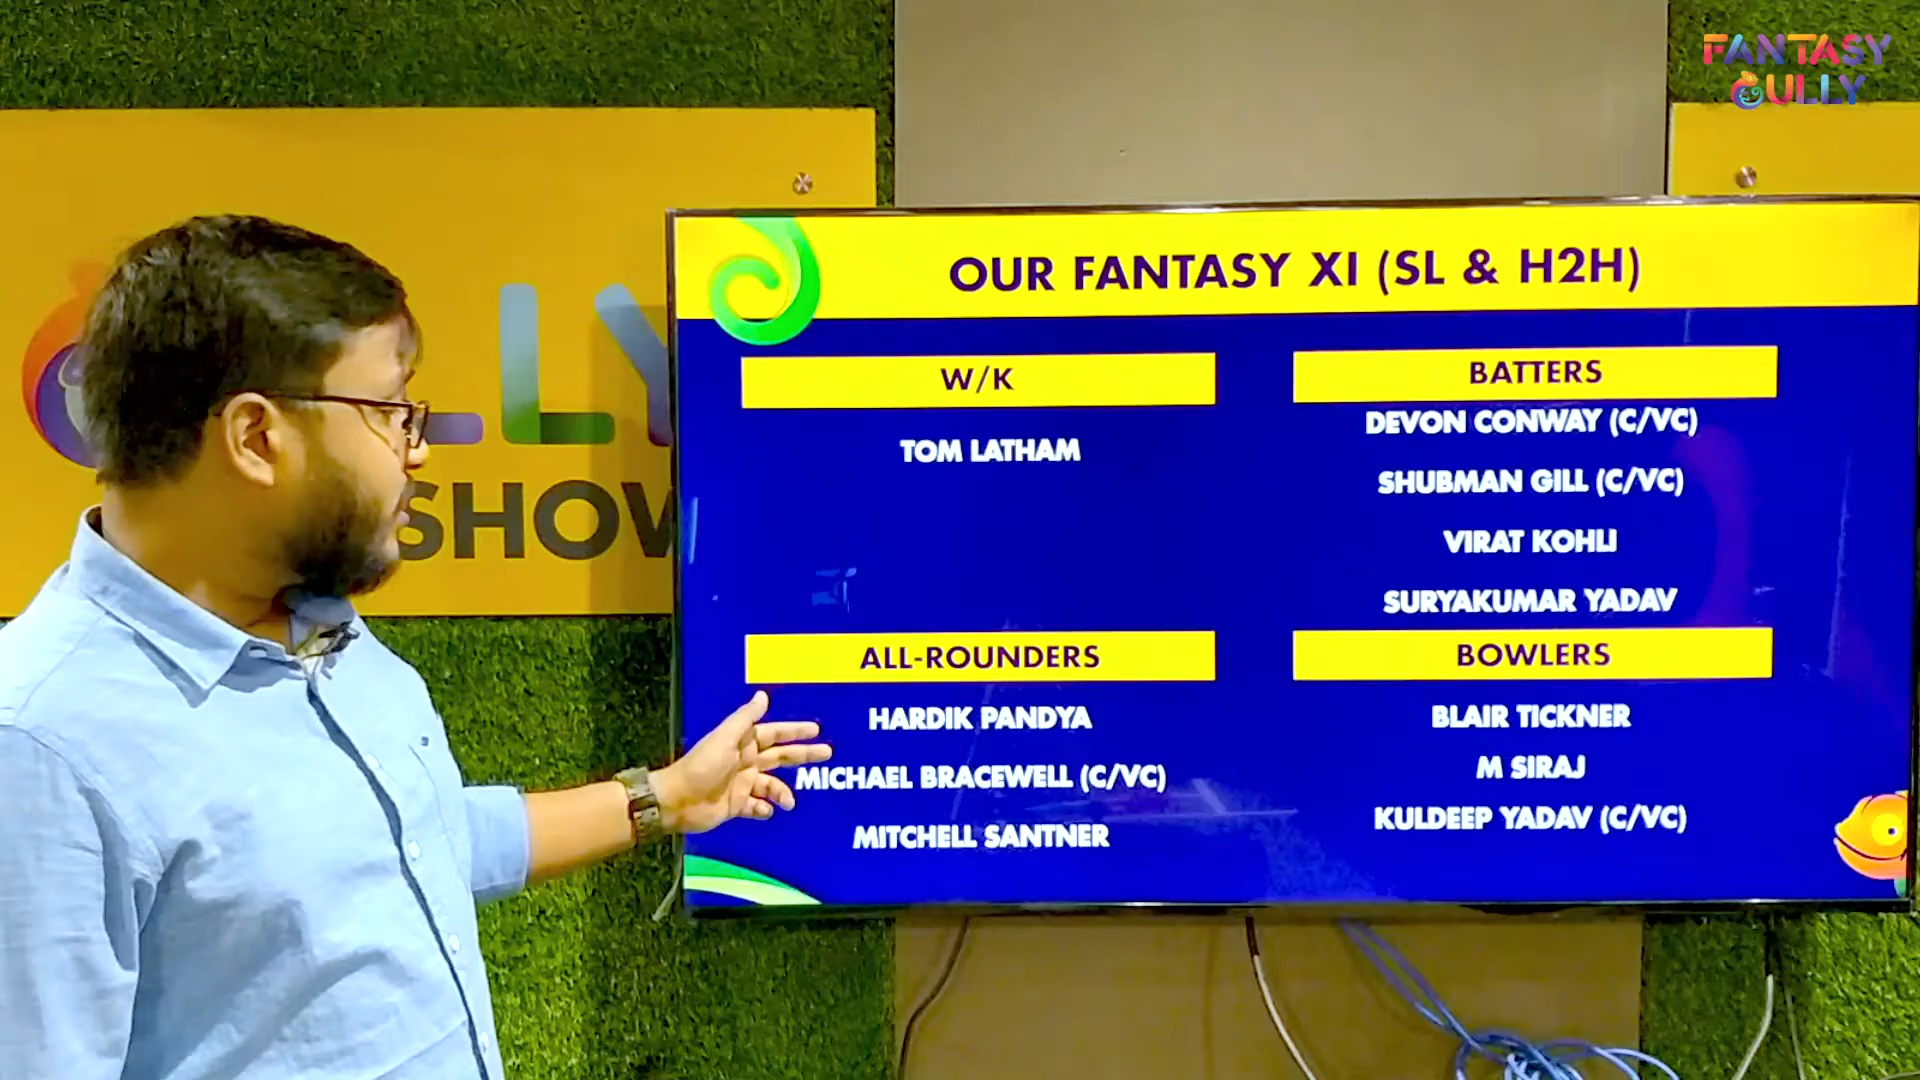 FANTASY
GULLY
LLY
SHOW
OUR FANTASY XI (SL & H2H)
W/K
TOM LATHAM
BATTERS
DEVON CONWAY (C/VC)
SHUBMAN GILL (C/VC)
VIRAT KOHLI
SURYAKUMAR YADAV
ALL-ROUNDERS
HARDIK PANDYA
MICHAEL BRACEWELL (C/VC)
MITCHELL SANTNER
BOWLERS
BLAIR TICKNER
M SIRAJ
KULDEEP YADAV (C/VC)